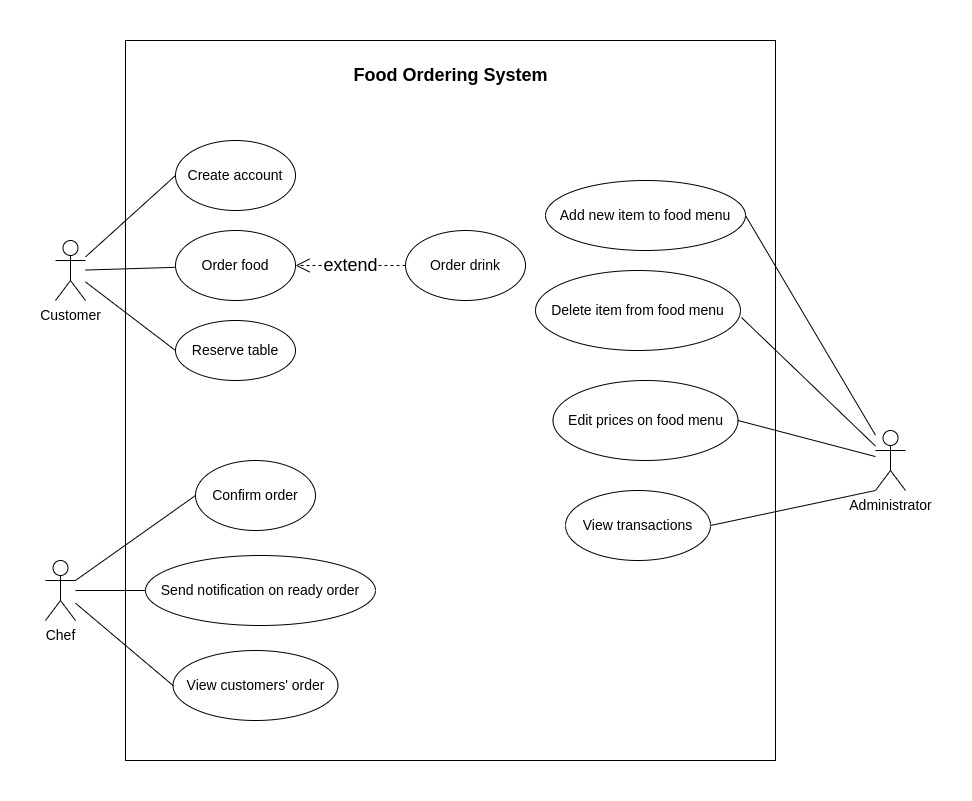 Food Ordering System
Create account
Add new item to food menu
Order food
extend
Order drink
Customer
Delete item from food menu
Reserve table
Edit prices on food menu
Confirm order
Administrator
View transactions
Send notification on ready order
Chef
View customers' order